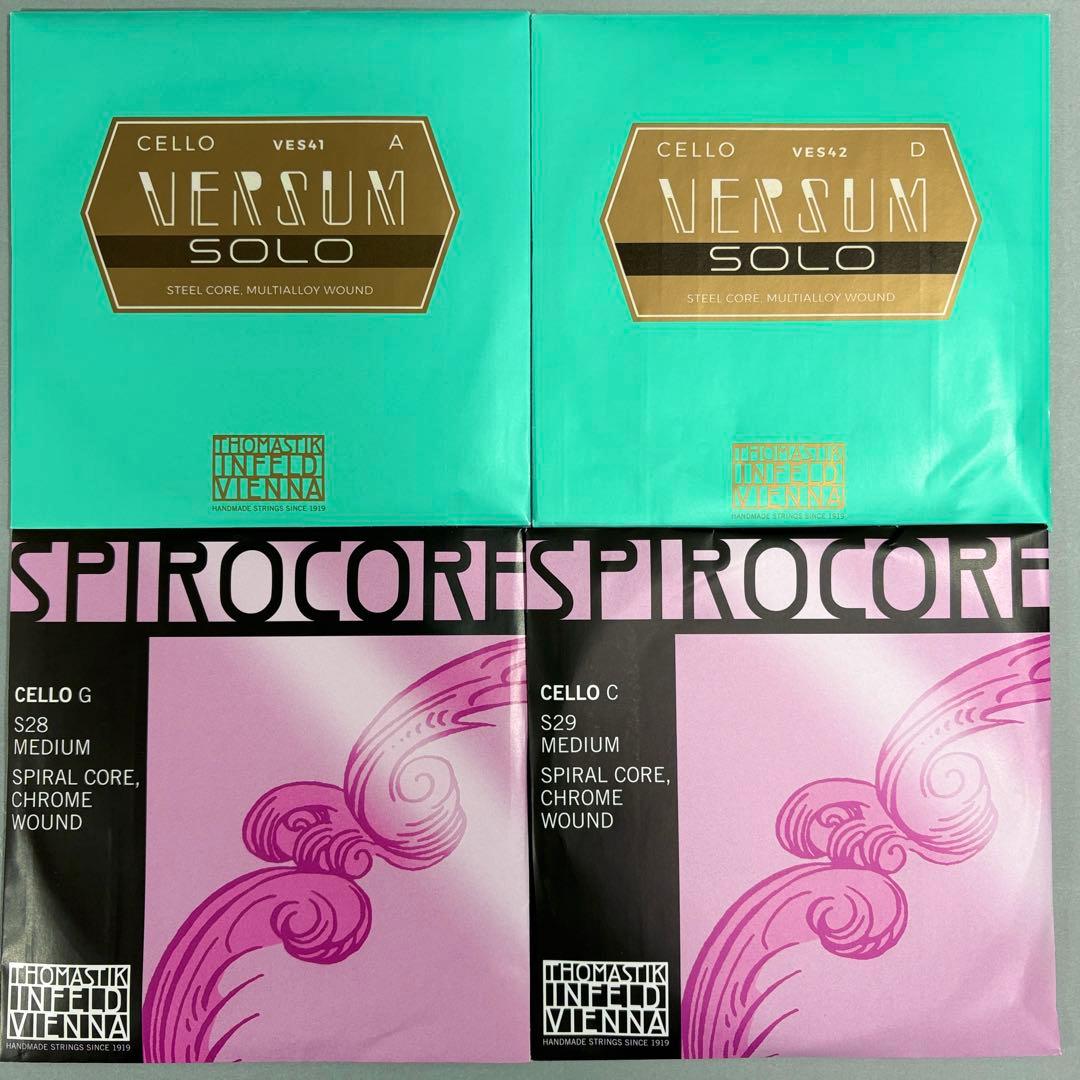 CELLO VES41 A
VERSUM
SOLO
STEEL CORE, MULTIALLOY WOUND
THOMASTIK
INFELD
VIENNA
HANDMADE STRINGS SINCE 1919
CELLO VES42 D
VERSUM
SOLO
STEEL CORE, MULTIALLOY WOUND
THOMASTIK
INFELD
VIENNA
HANDMADE STRINGS SINCE 1919
SPIROCORE
CELLO G
S28
MEDIUM
SPIRAL CORE,
CHROME
WOUND
THOMASTIK
INFELD
VIENNA
HANDMADE STRINGS SINCE 1919
SPIROCORE
CELLO C
S29
MEDIUM
SPIRAL CORE,
CHROME
WOUND
THOMASTIK
INFELD
VIENNA
HANDMADE STRINGS SINCE 1919